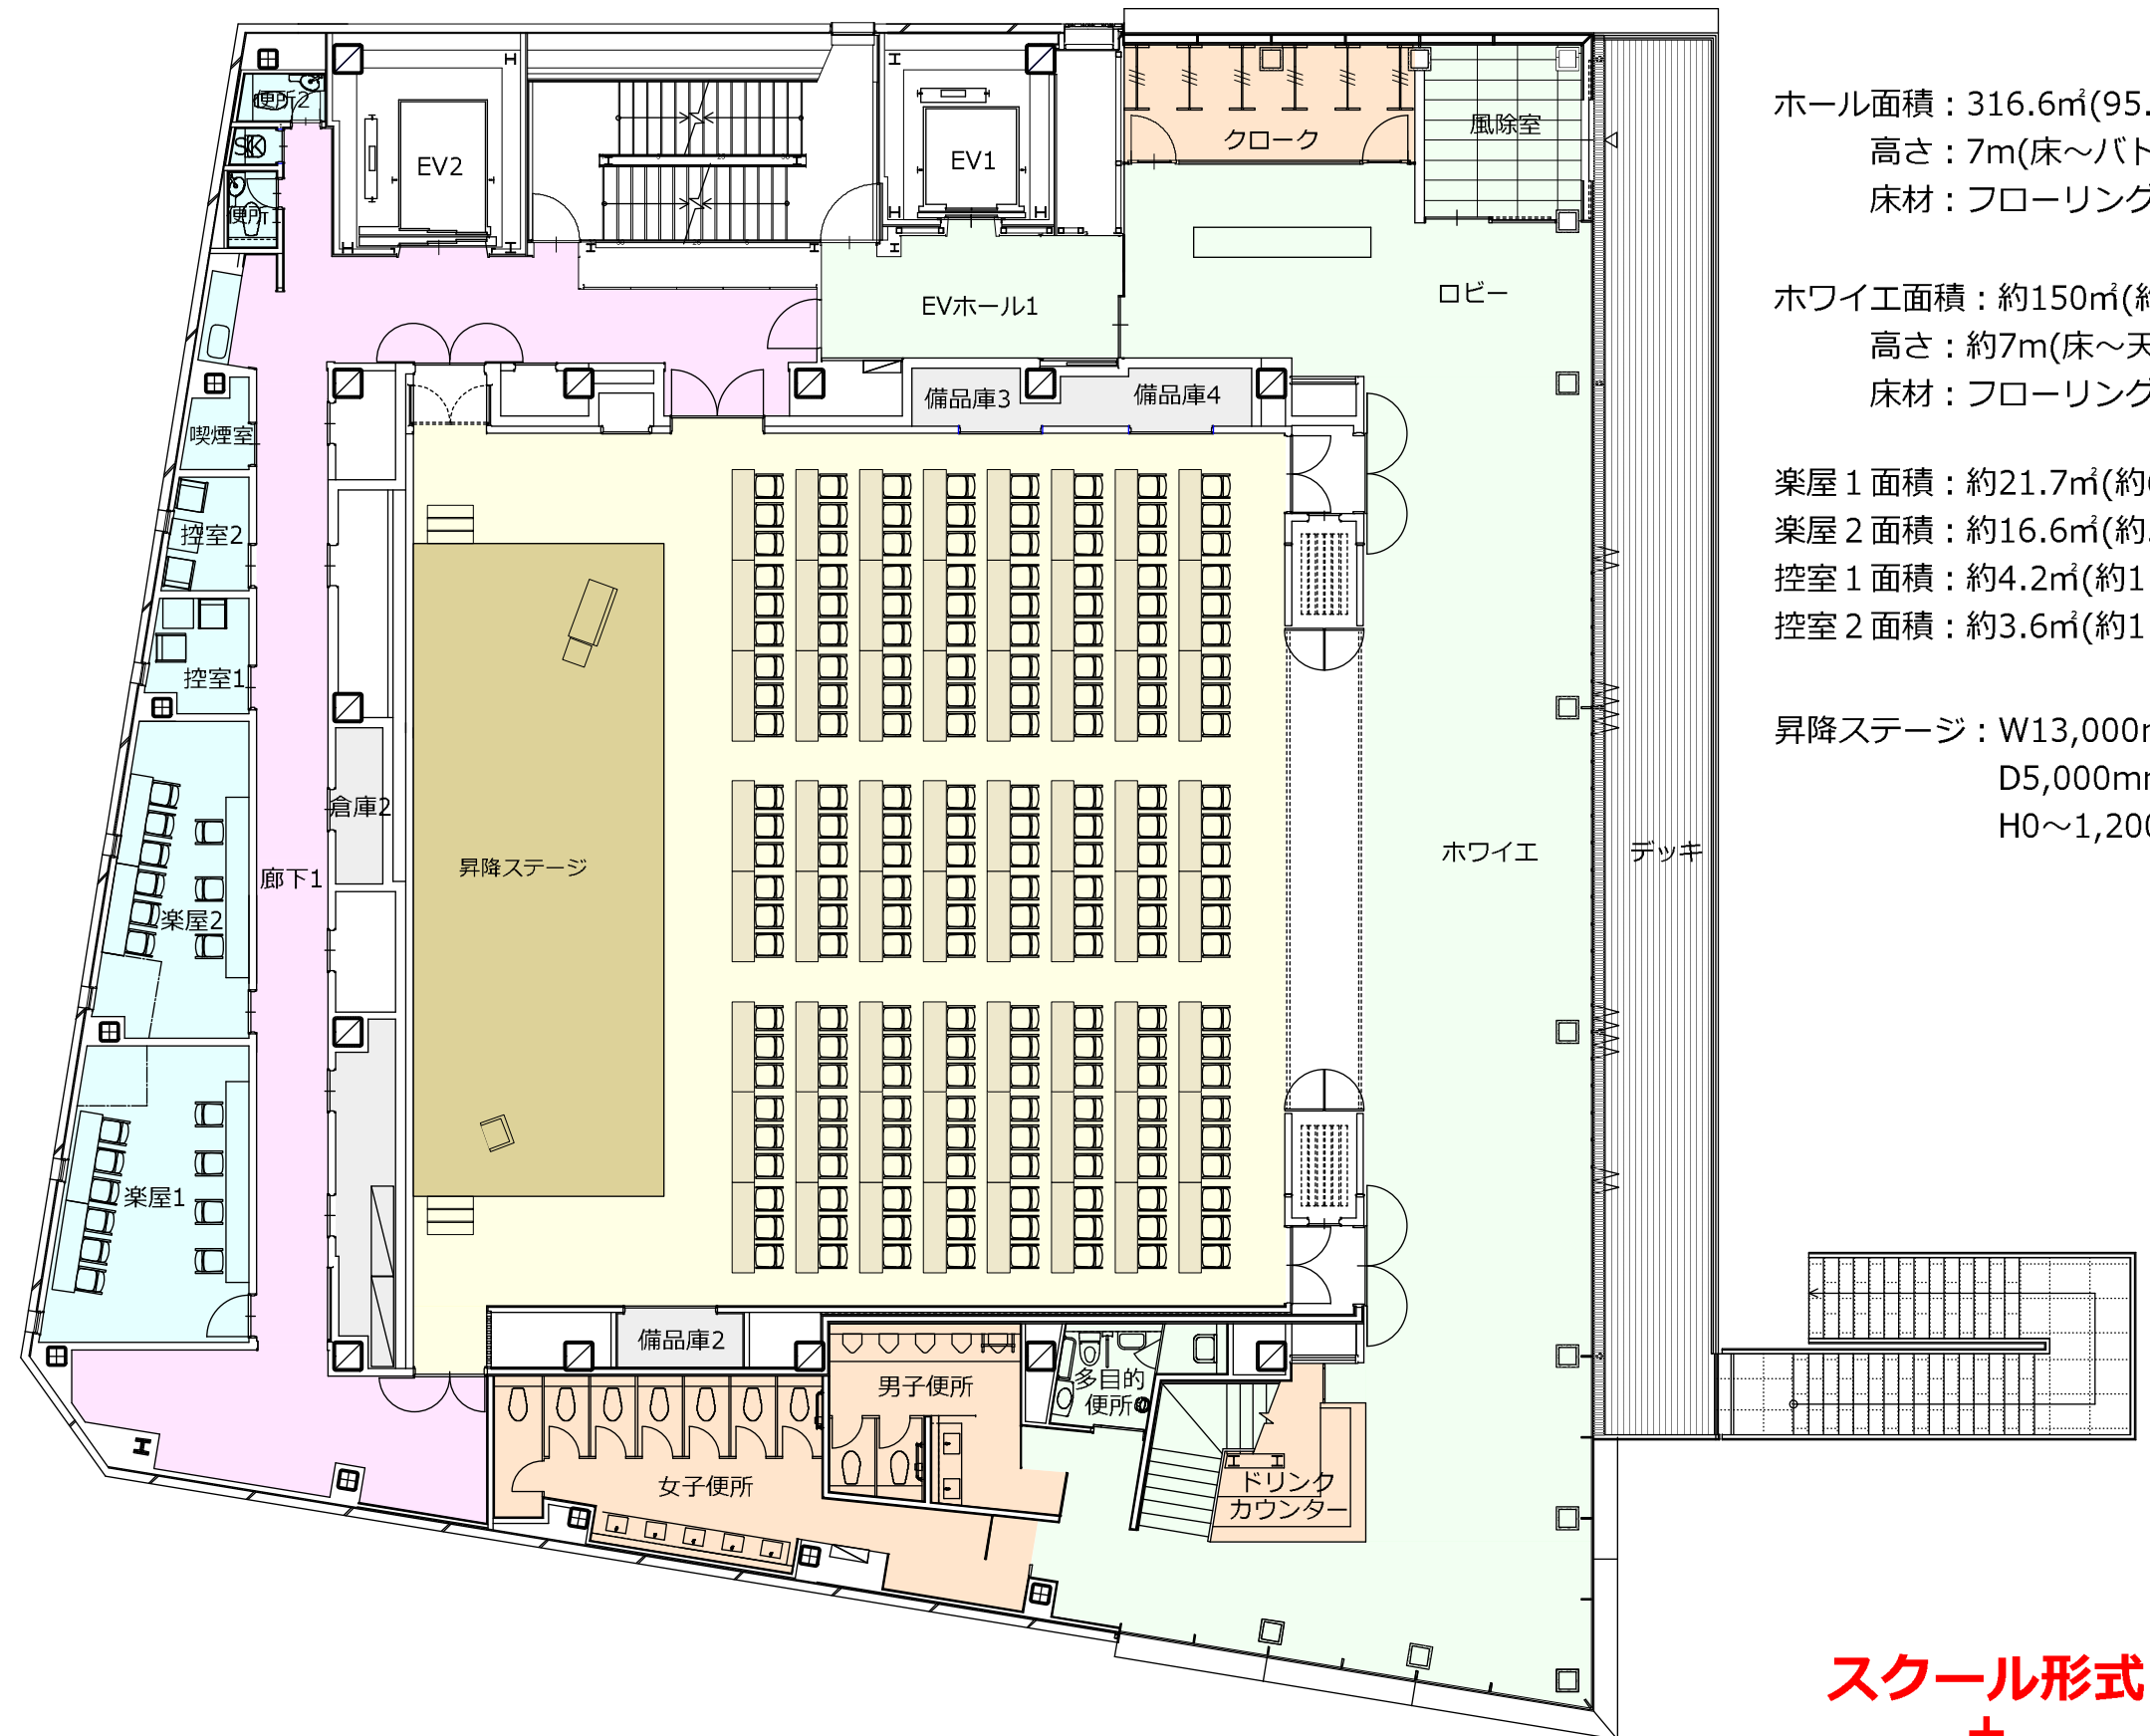 便所2
SK
便所1
EV2
EV1
クローク
風除室
EVホール1
ロビー
備品庫3
備品庫4
喫煙室
控室2
控室1
倉庫2
廊下1
楽屋2
楽屋1
昇降ステージ
ホワイエ
デッキ
備品庫2
男子便所
多目的
便所
女子便所
ドリンク
カウンター
ホール面積：316.6㎡(95.
高さ：7m(床～バト
床材：フローリング
ホワイエ面積：約150㎡(約
高さ：約7m(床～天
床材：フローリング
楽屋１面積：約21.7㎡(約6
楽屋２面積：約16.6㎡(約
控室１面積：約4.2㎡(約1
控室２面積：約3.6㎡(約1
昇降ステージ：W13,000m
D5,000mm
H0～1,200
スクール形式
＋